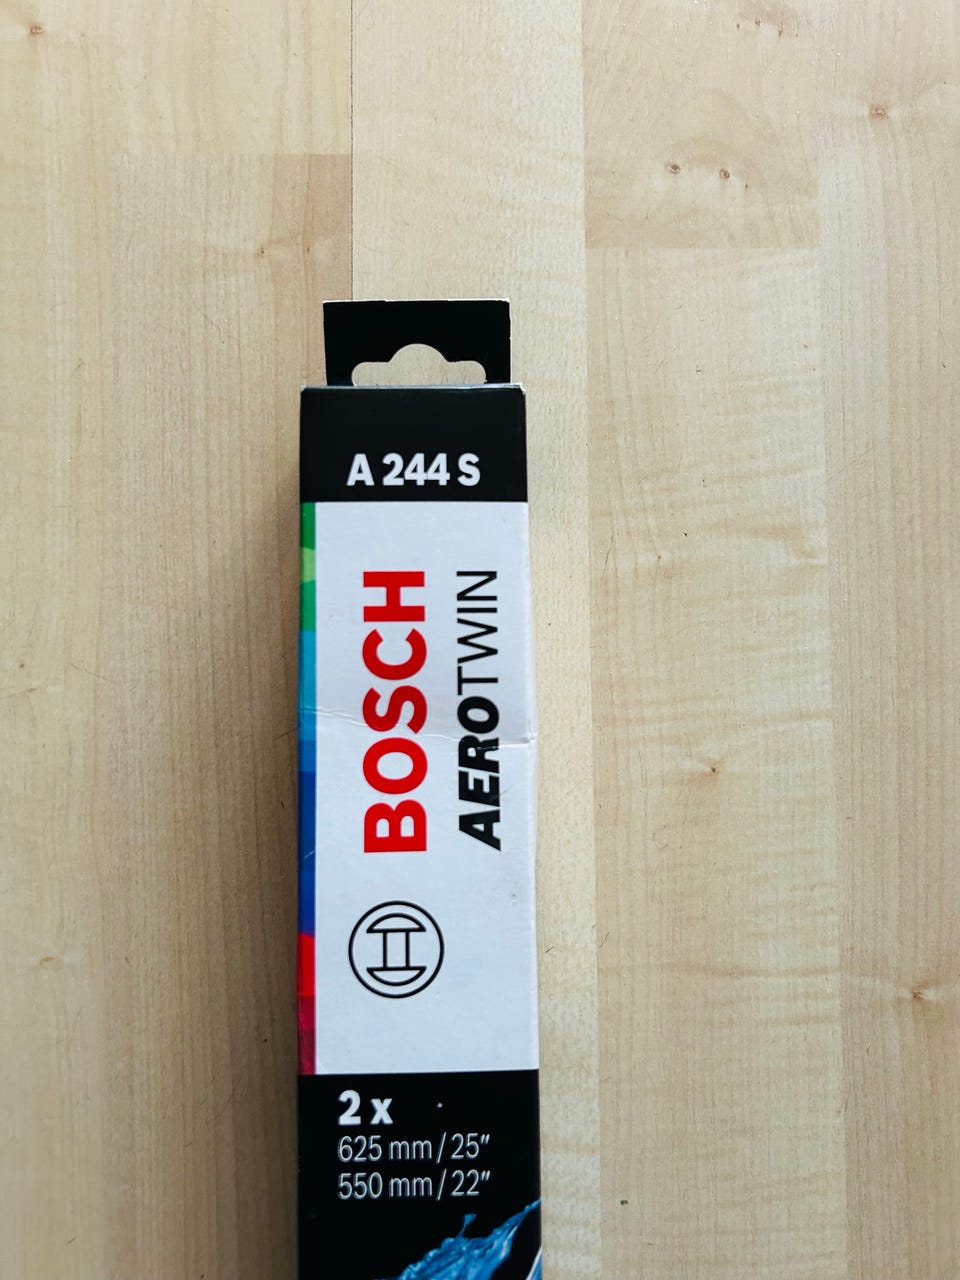 A 244 S
BOSCH
AEROTWIN
2 x
625 mm / 25″
550 mm / 22″